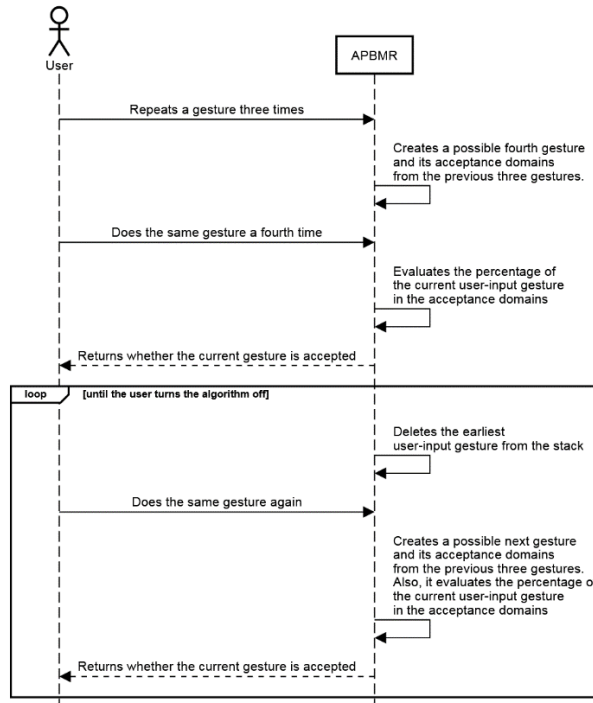 User
APBMR
Repeats a gesture three times
Creates a possible fourth gesture
and its acceptance domains
from the previous three gestures.
Does the same gesture a fourth time
Evaluates the percentage of
the current user-input gesture
in the acceptance domains
Returns whether the current gesture is accepted
loop
[until the user turns the algorithm off]
Deletes the earliest
user-input gesture from the stack
Does the same gesture again
Creates a possible next gesture
and its acceptance domains
from the previous three gestures.
Also, it evaluates the percentage o
the current user-input gesture
in the acceptance domains
Returns whether the current gesture is accepted